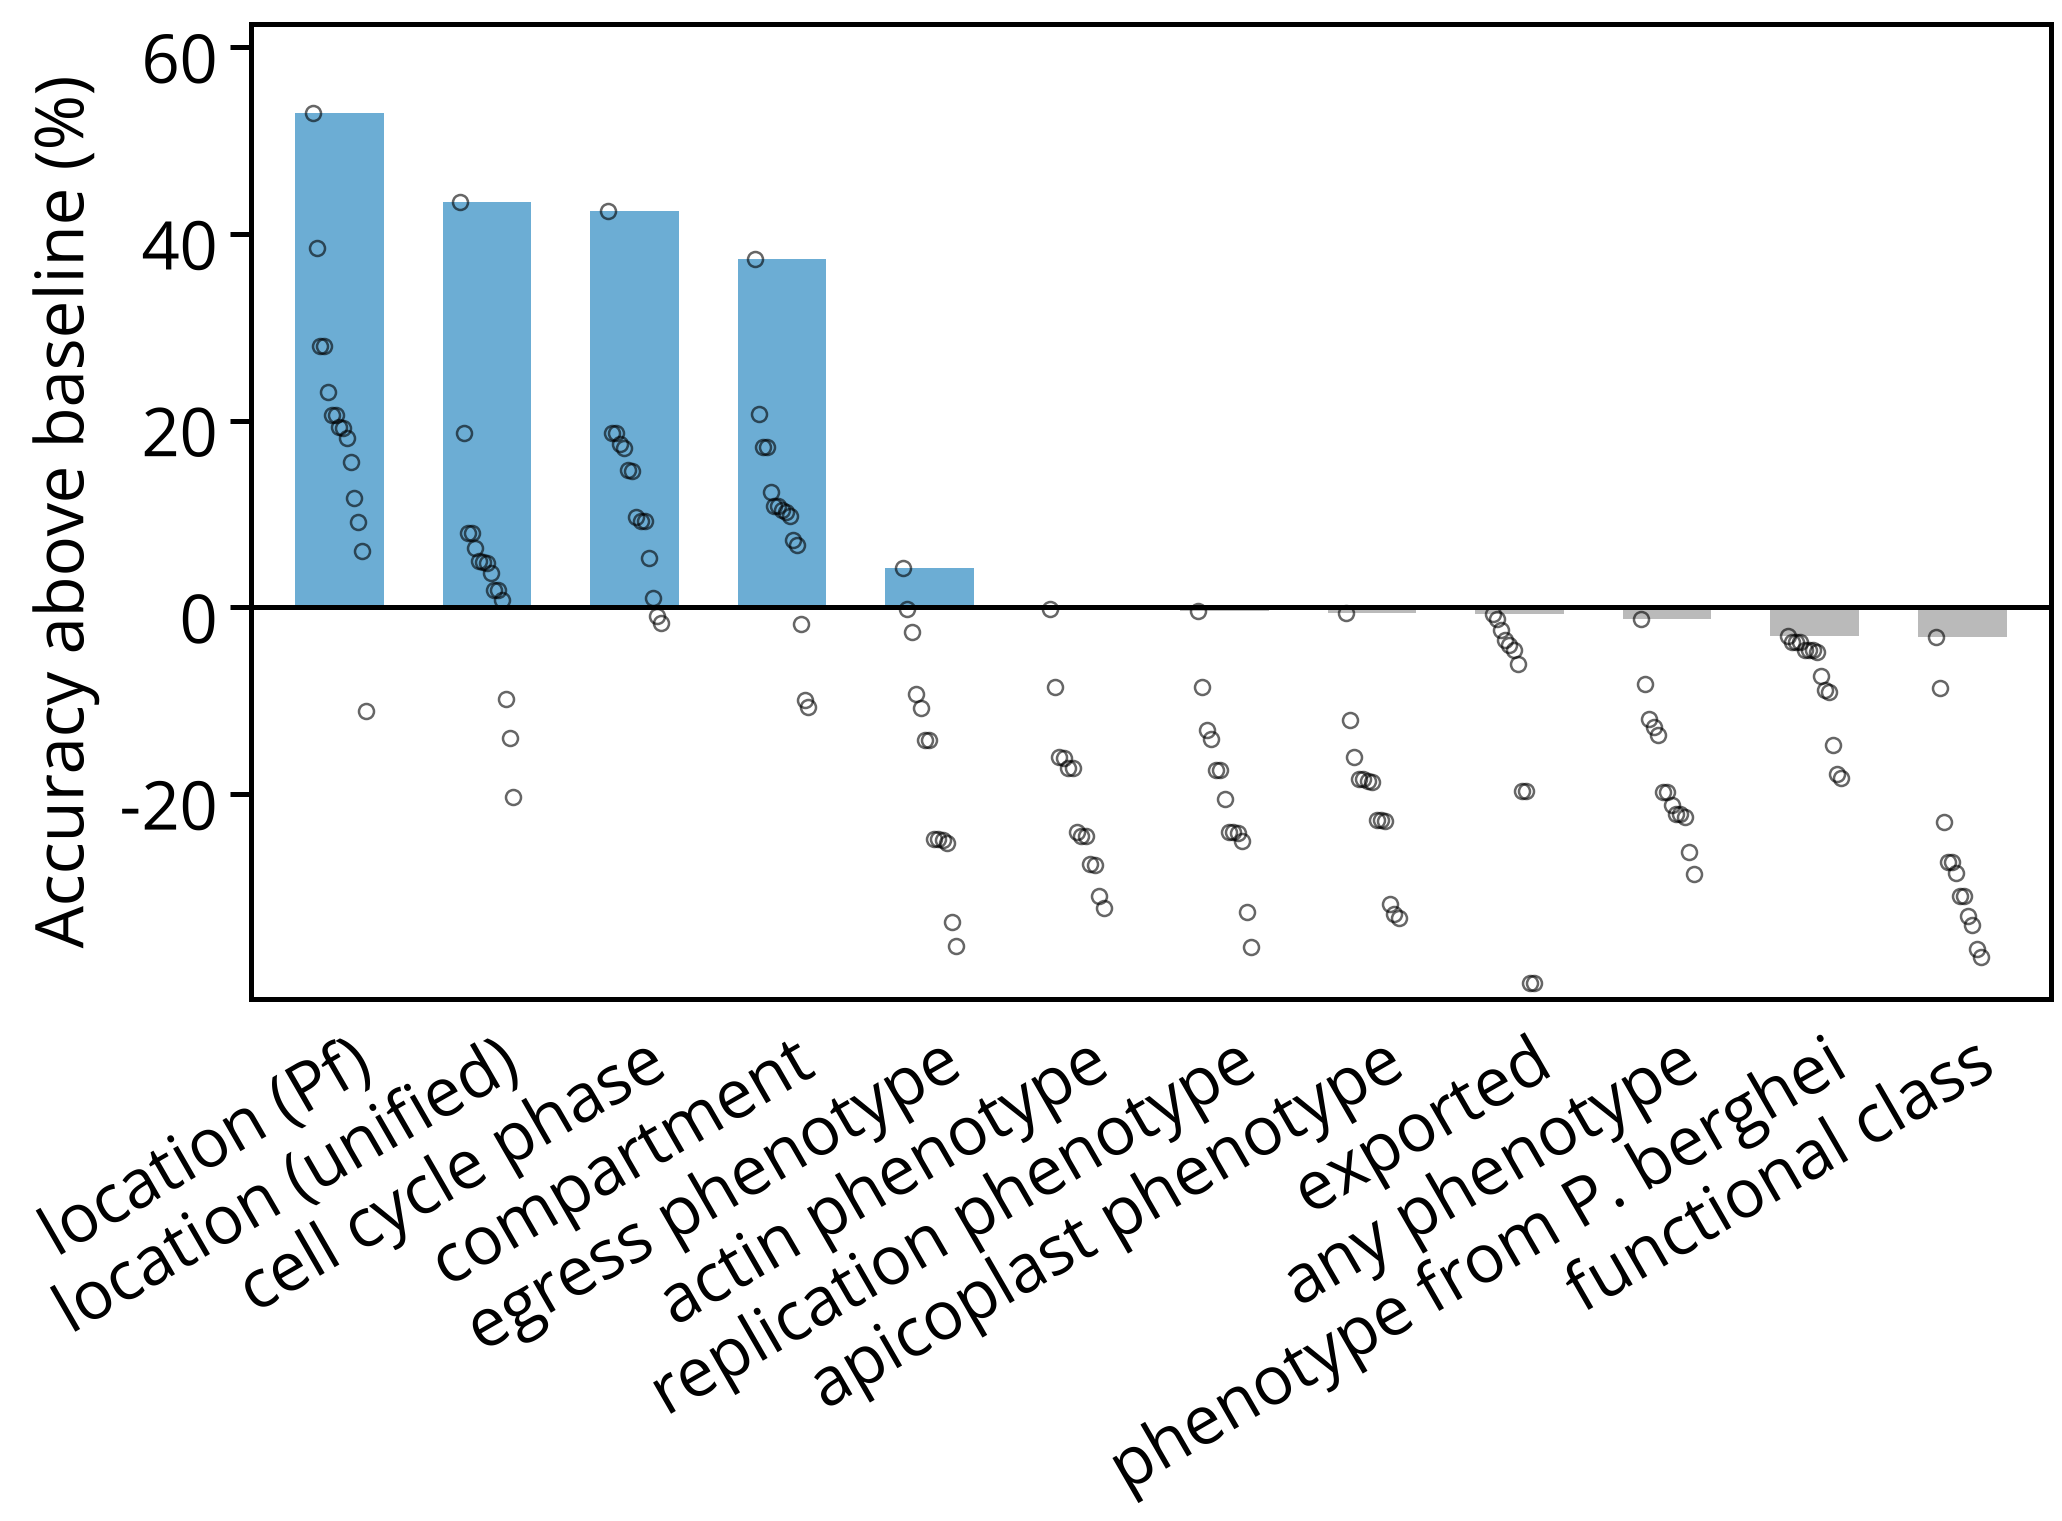 Accuracy above baseline (%)
60
40
20
0
-20
location (Pf)
location (unified)
cell cycle phase
compartment
egress phenotype
actin phenotype
replication phenotype
apicoplast phenotype
exported
any phenotype
phenotype from P. berghei
functional class